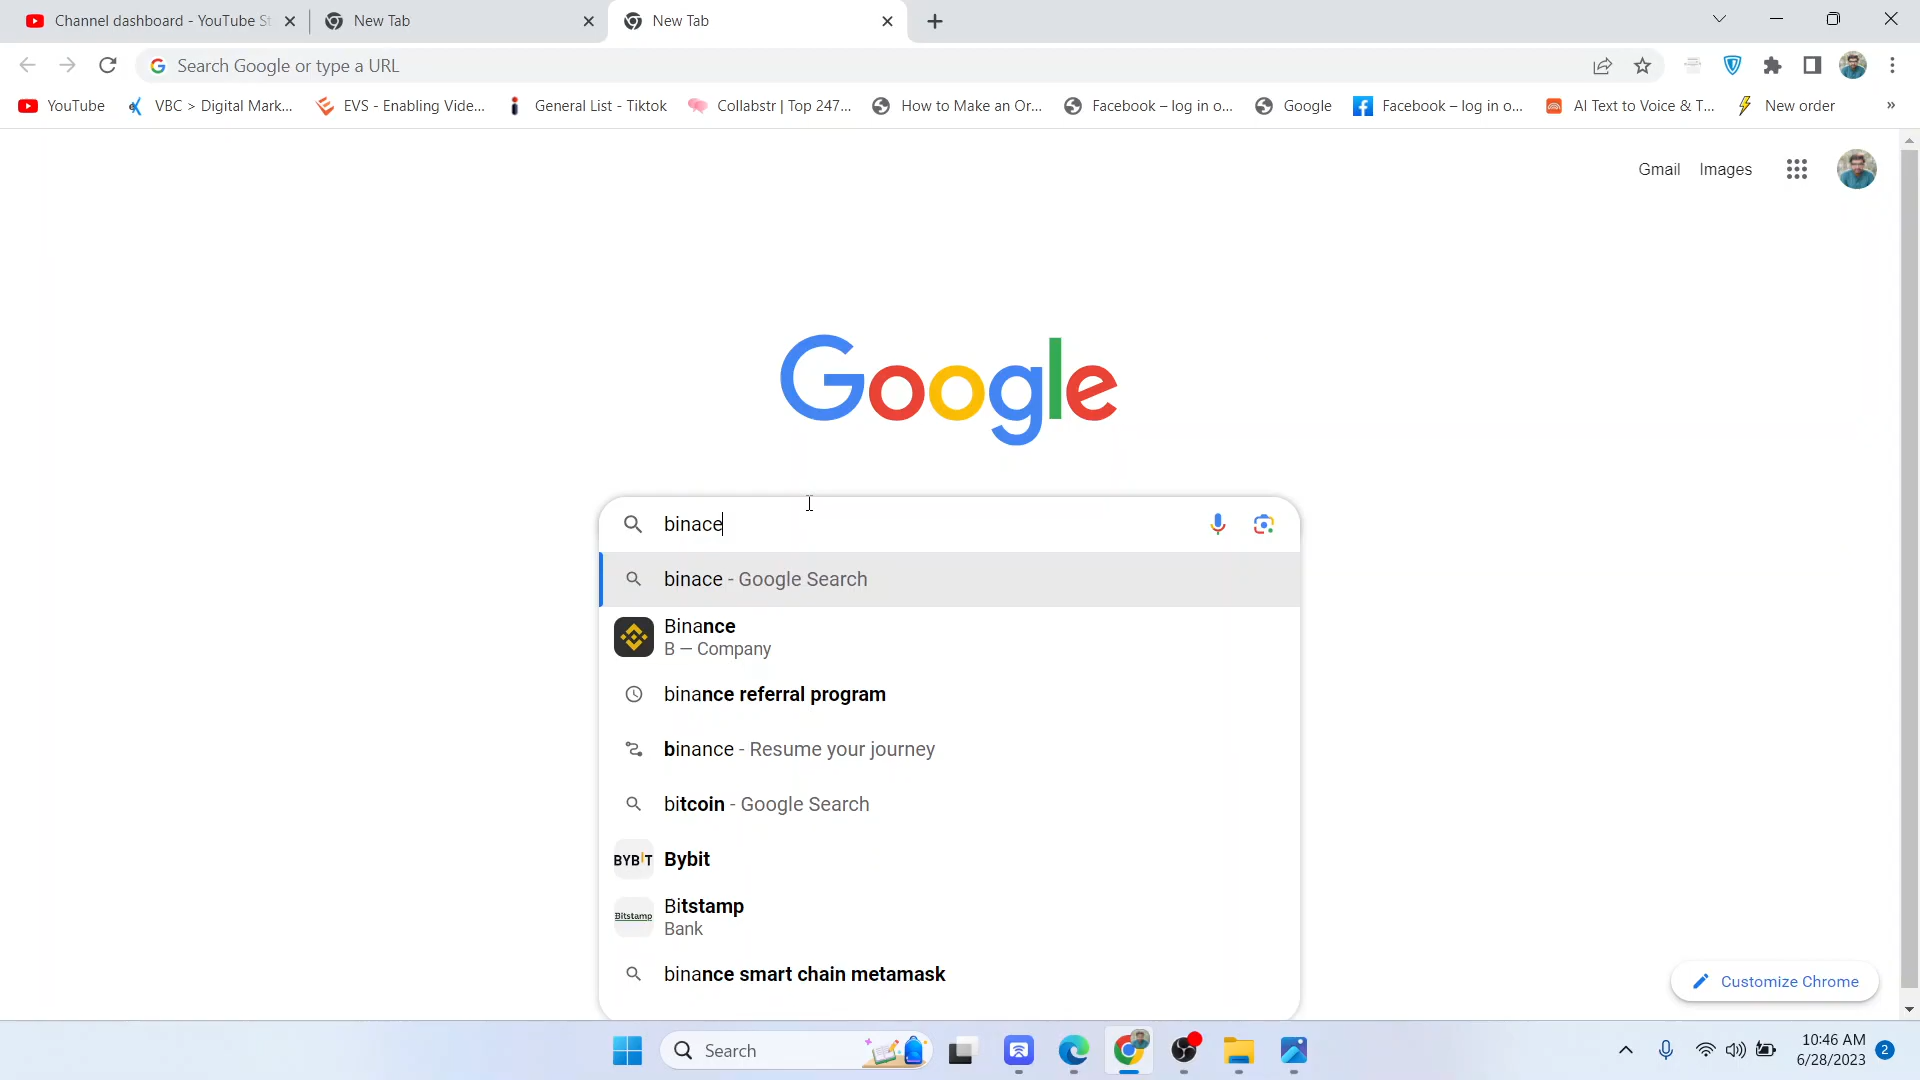 Channel dashboard - YouTube St
New Tab
New Tab
Search Google or type a URL
YouTube
VBC > Digital Mark...
EVS - Enabling Vide...
General List - Tiktok
Collabstr | Top 247...
How to Make an Or...
Facebook – log in o...
Google
Facebook – log in o...
AI Text to Voice & T...
New order
»
Gmail
Images
Google
binace
binace - Google Search
Binance
B — Company
binance referral program
binance - Resume your journey
bitcoin - Google Search
BYBIT Bybit
Bitstamp
Bitstamp
Bank
binance smart chain metamask
Customize Chrome
Search
10:46 AM
6/28/2023
2